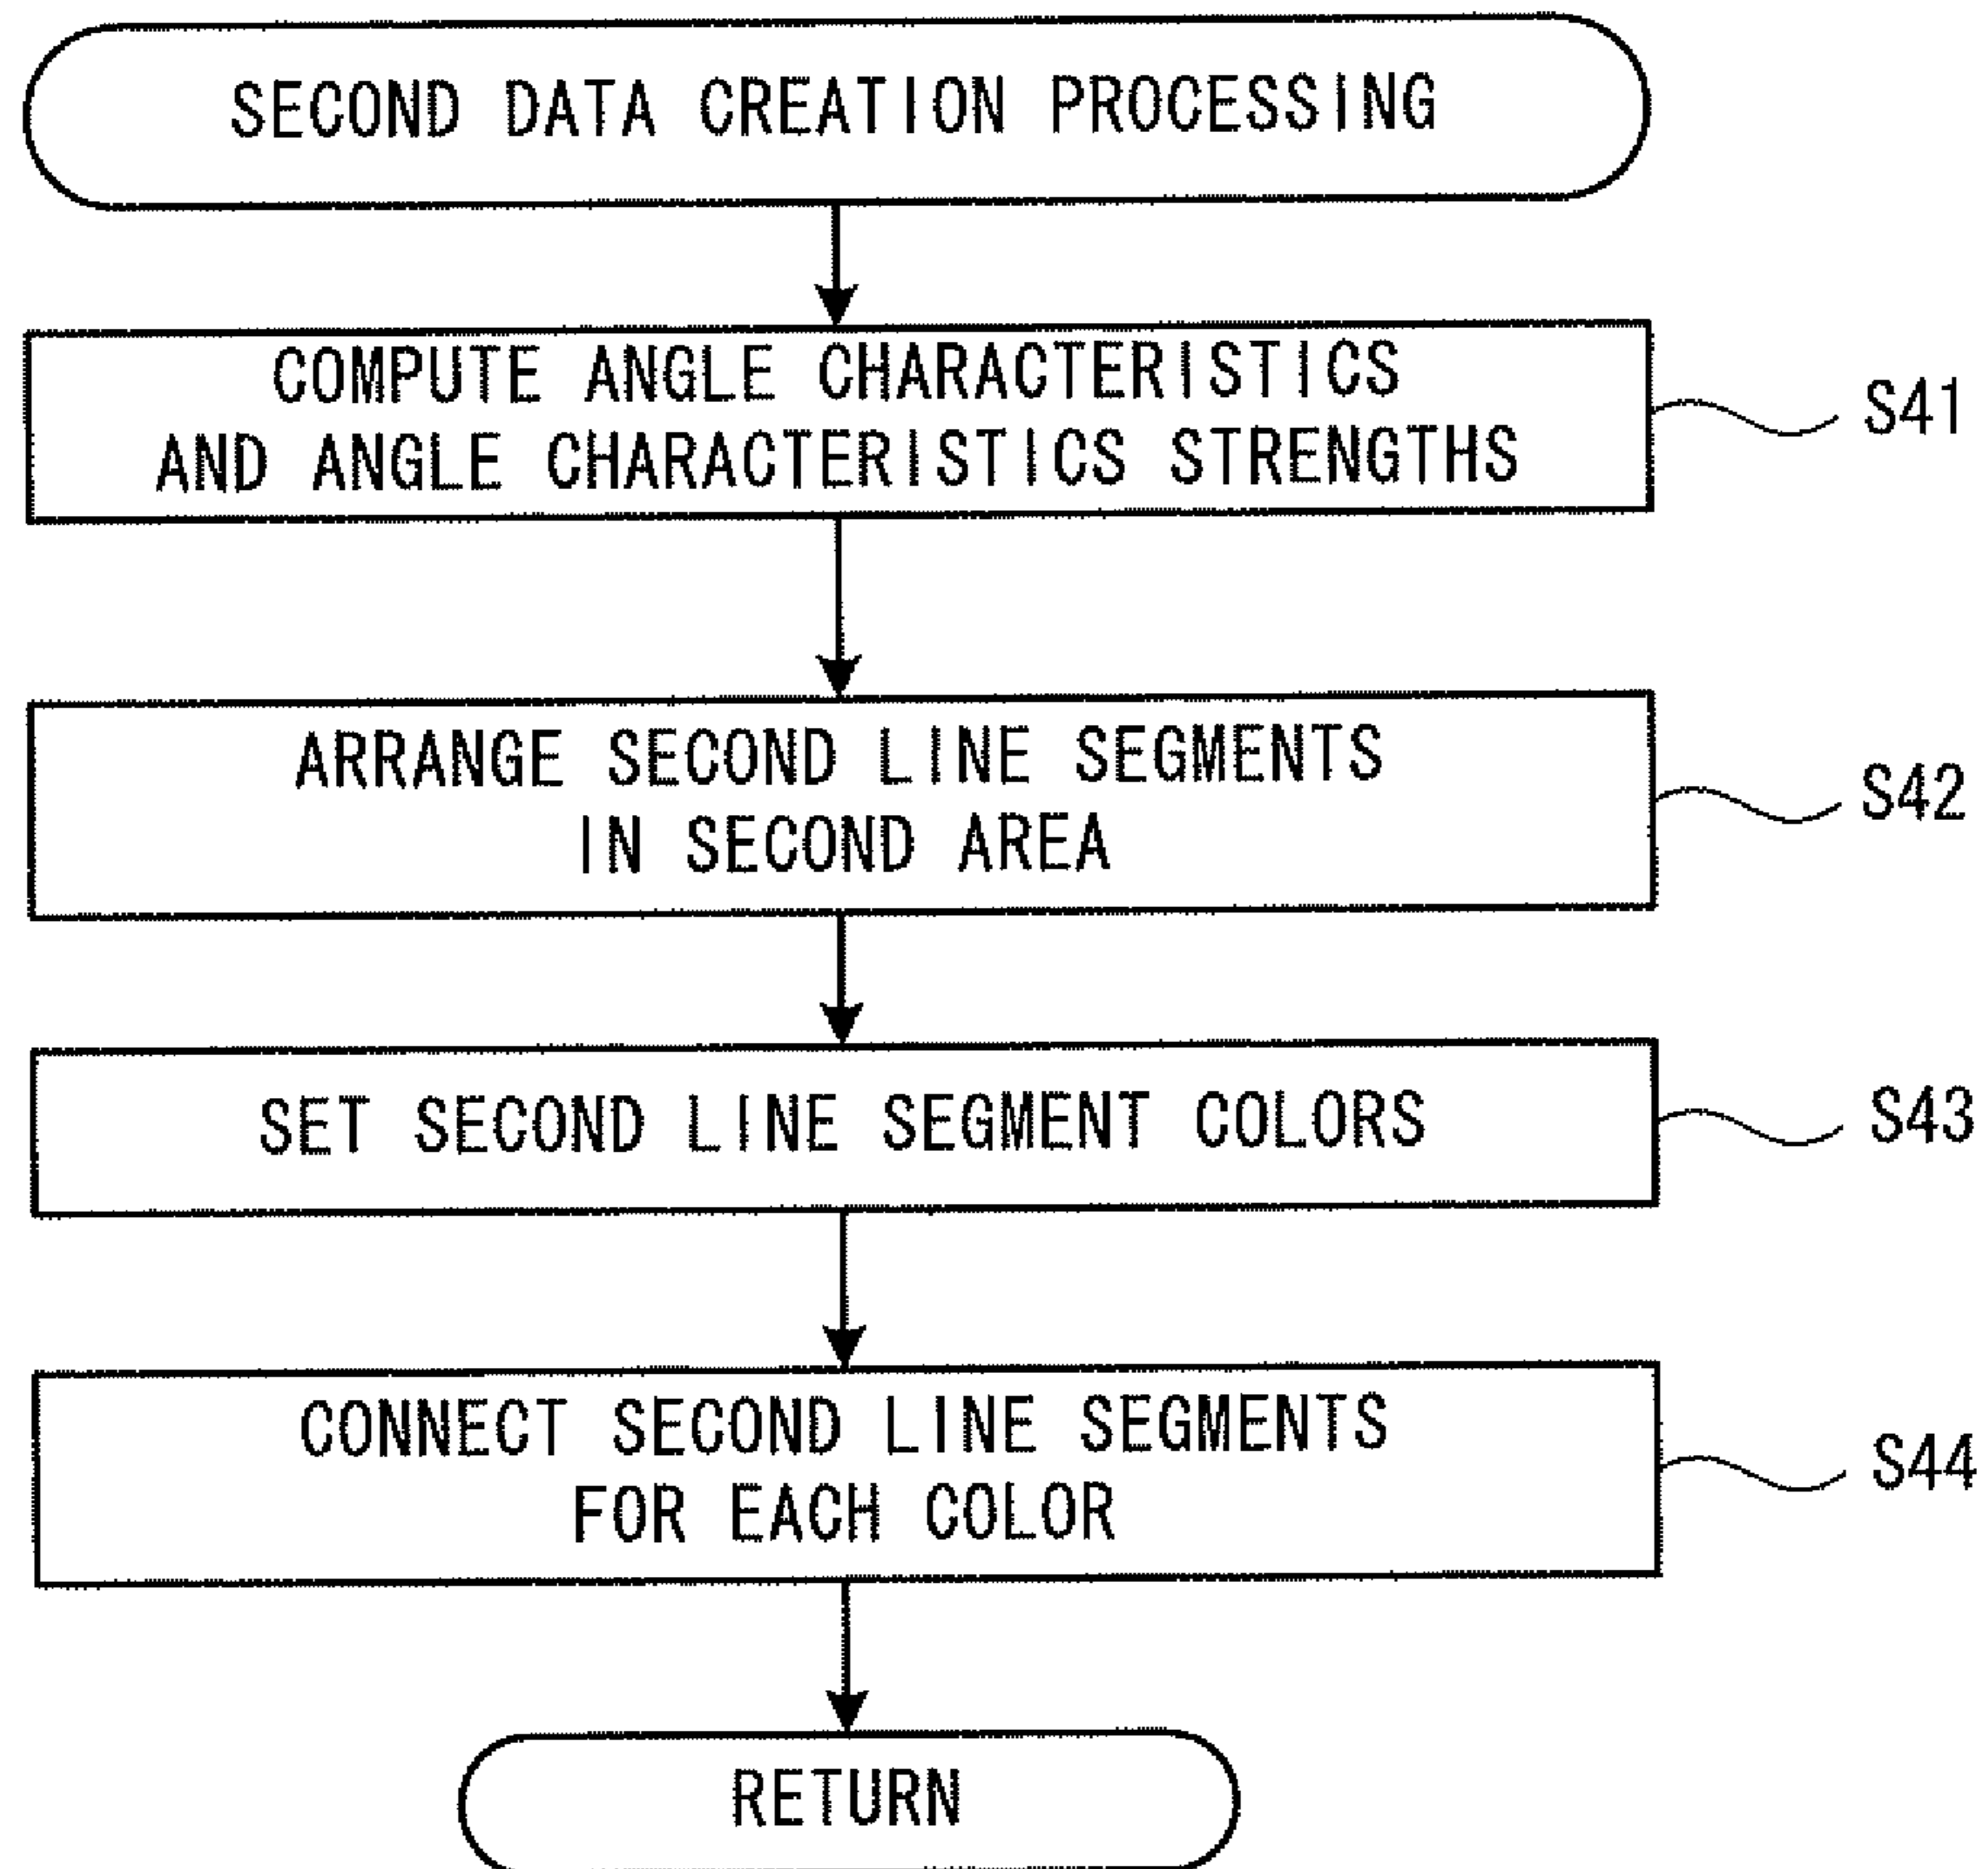 SECOND DATA CREATION PROCESSING
COMPUTE ANGLE CHARACTERISTICS
AND ANGLE CHARACTERISTICS STRENGTHS
S41
ARRANGE SECOND LINE SEGMENTS
IN SECOND AREA
S42
SET SECOND LINE SEGMENT COLORS
S43
CONNECT SECOND LINE SEGMENTS
FOR EACH COLOR
S44
RETURN